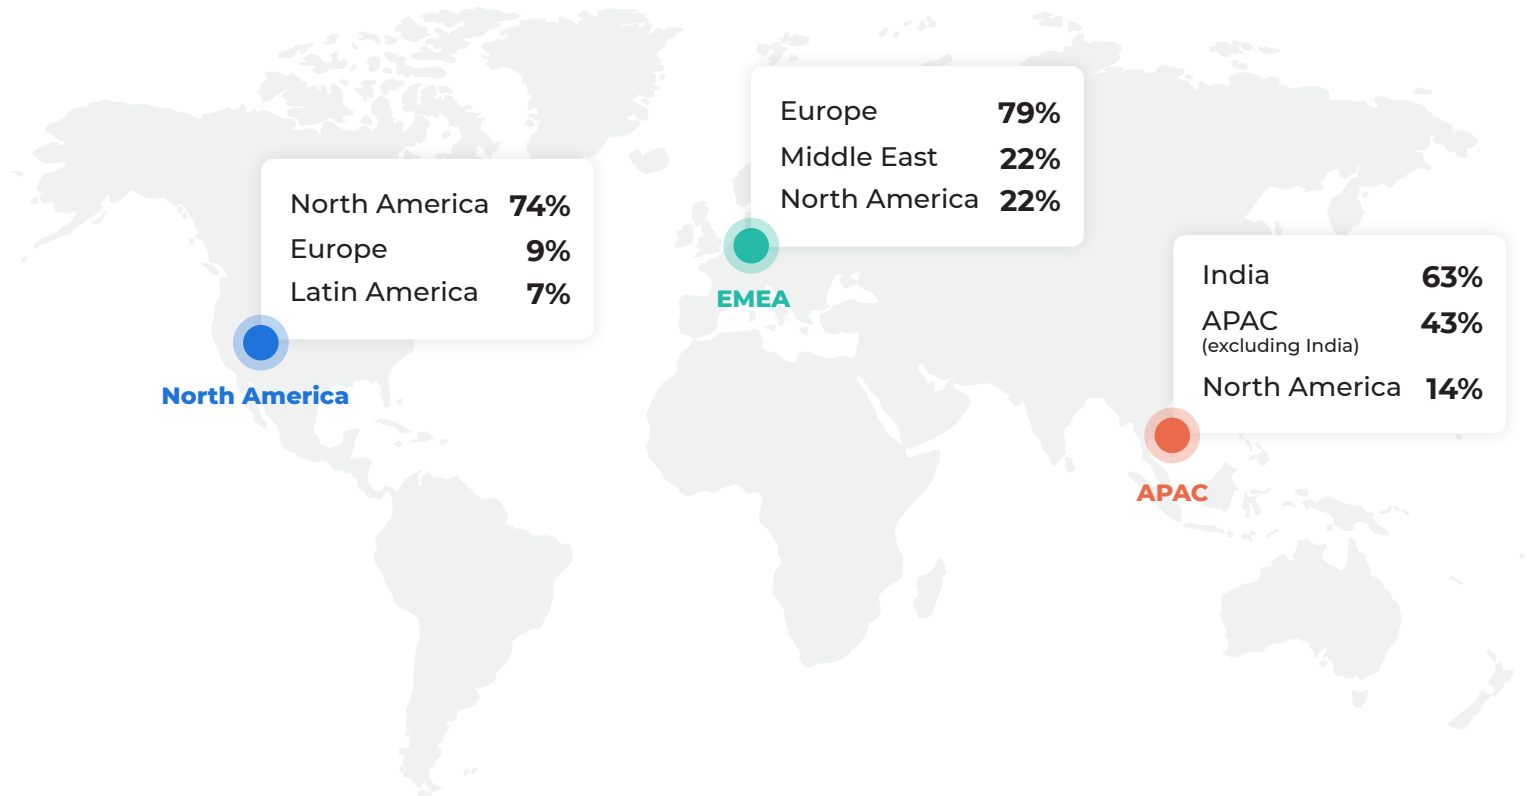 North America 74%
Europe 9%
Latin America 7%
North America
Europe 79%
Middle East 22%
North America 22%
EMEA
India 63%
APAC 43%
(excluding India)
North America 14%
APAC